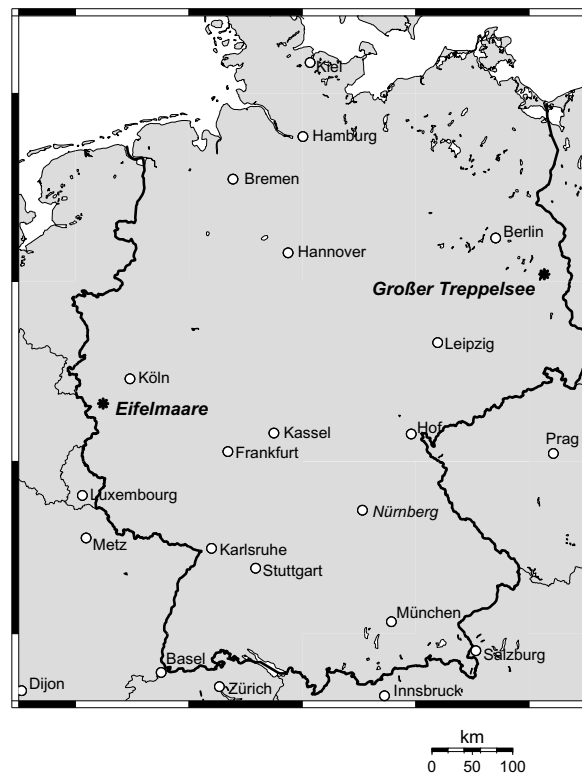 Kiel
Hamburg
Bremen
Berlin
Hannover
Großer Treppelsee
Leipzig
Köln
Eifelmaare
Kassel
Hof
Prag
Frankfurt
Luxembourg
Nürnberg
Metz
Karlsruhe
Stuttgart
München
Salzburg
Basel
Dijon
Zürich
Innsbruck
km
0 50 100